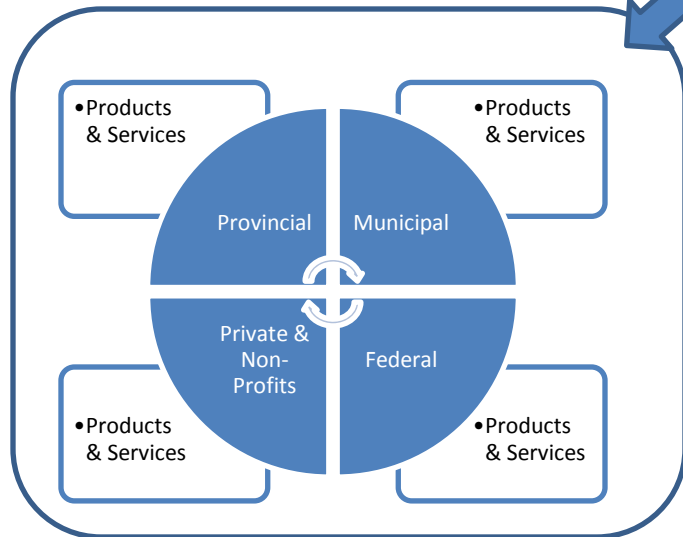 •Products
& Services
•Products
& Services
Provincial
Municipal
Private &
Non-
Profits
Federal
•Products
& Services
•Products
& Services